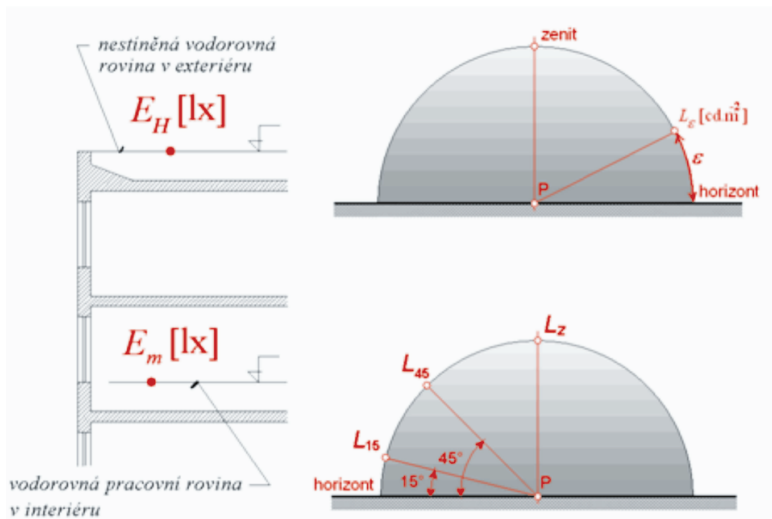 nestíněná vodorovná
rovina v exteriéru
E_H [lx]
E_m [lx]
vodorovná pracovní rovina
v interiéru
zenit
L_ε [cd.m^-2]
ε
P
horizont
L_Z
L_45
L_15
45°
15°
P
horizont